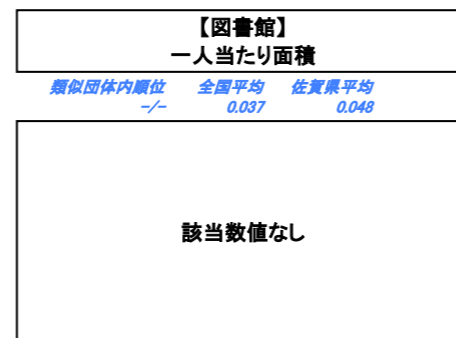 【図書館】
一人当たり面積
類似団体内順位 全国平均 佐賀県平均
-/- 0.037 0.048
該当数値なし